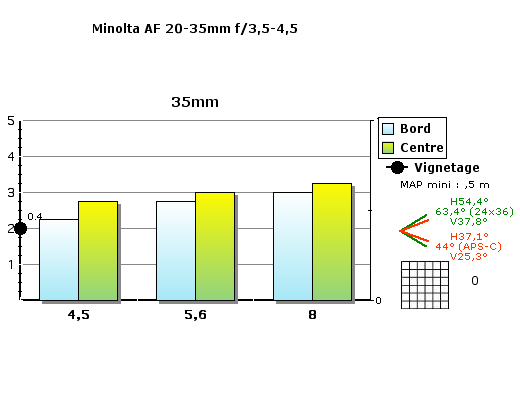 Minolta AF 20-35mm f/3,5-4,5
35mm
5
4
3
2
1
0.4
4,5
5,6
8
0
Bord
Centre
Vignetage
MAP mini : ,5 m
H54,4°
63,4° (24x36)
V37,8°
H37,1°
44° (APS-C)
V25,3°
0